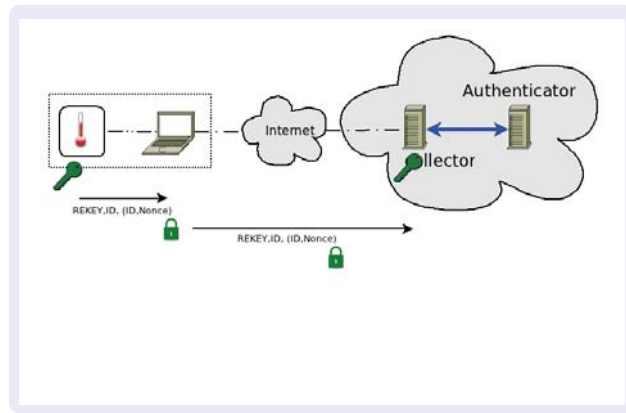 Authenticator
Internet
llector
REKEY,ID, (ID,Nonce)
REKEY,ID, (ID,Nonce)